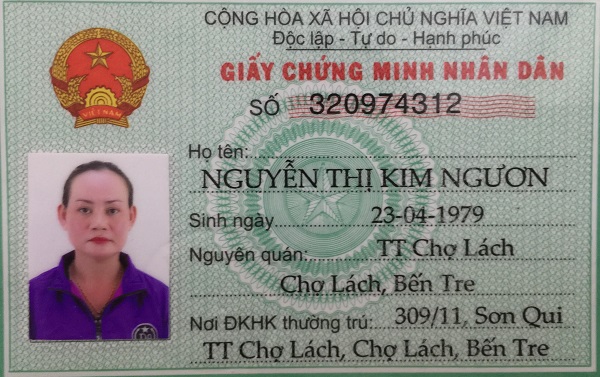 CỘNG HÒA XÃ HỘI CHỦ NGHĨA VIỆT NAM
Độc lập - Tự do - Hạnh phúc
GIẤY CHỨNG MINH NHÂN DÂN
SỐ 320974312
Họ tên:
NGUYỄN THỊ KIM NGƯƠN
Sinh ngày 23-04-1979
Nguyên quán: TT Chợ Lách
Chợ Lách, Bến Tre
Nơi ĐKHK thường trú: 309/11, Sơn Qui
TT Chợ Lách, Chợ Lách, Bến Tre
VIỆT NAM